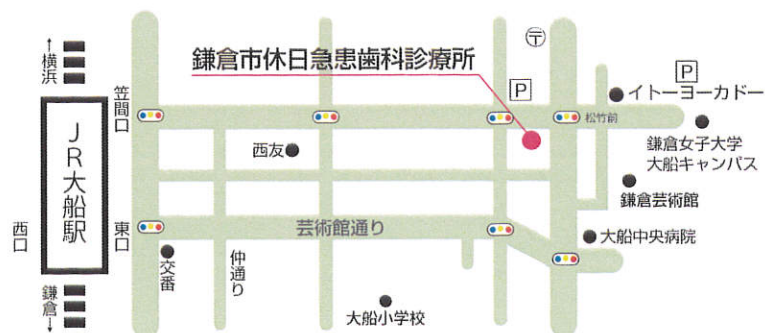 ↑横浜
鎌倉市休日急患歯科診療所
〒
P
P
イトーヨーカドー
笠間口
松竹前
鎌倉女子大学
大船キャンパス
JR大船駅
西友
鎌倉芸術館
西口
東口
芸術館通り
大船中央病院
交番
仲通り
鎌倉↓
大船小学校